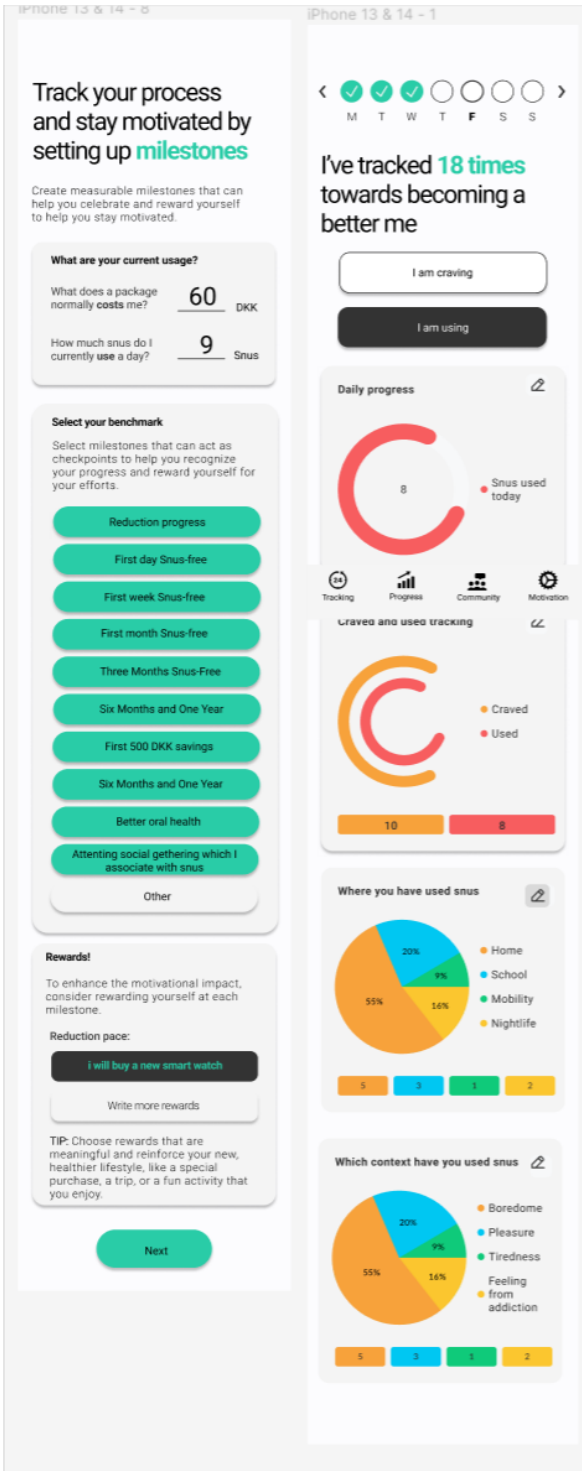 iPhone 13 & 14 - 8
Track your process
and stay motivated by
setting up milestones
Create measurable milestones that can
help you celebrate and reward yourself
to help you stay motivated.
What are your current usage?
What does a package
normally costs me?
60
DKK
How much snus do I
currently use a day?
9
Snus
Select your benchmark
Select milestones that can act as
checkpoints to help you recognize
your progress and reward yourself for
your efforts.
Reduction progress
First day Snus-free
First week Snus-free
First month Snus-free
Three Months Snus-Free
Six Months and One Year
First 500 DKK savings
Six Months and One Year
Better oral health
Attenting social gethering which I
associate with snus
Other
Rewards!
To enhance the motivational impact,
consider rewarding yourself at each
milestone.
Reduction pace:
i will buy a new smart watch
Write more rewards
TIP: Choose rewards that are
meaningful and reinforce your new,
healthier lifestyle, like a special
purchase, a trip, or a fun activity that
you enjoy.
Next
iPhone 13 & 14 - 1
M T W T F S S
I've tracked 18 times
towards becoming a
better me
I am craving
I am using
Daily progress
8
Snus used
today
24
Tracking Progress Community Motivation
Craved and used tracking
Craved
Used
10 8
Where you have used snus
20%
9%
55%
16%
Home
School
Mobility
Nightlife
5 3 1 2
Which context have you used snus
20%
9%
55%
16%
Boredome
Pleasure
Tiredness
Feeling
from
addiction
5 3 1 2